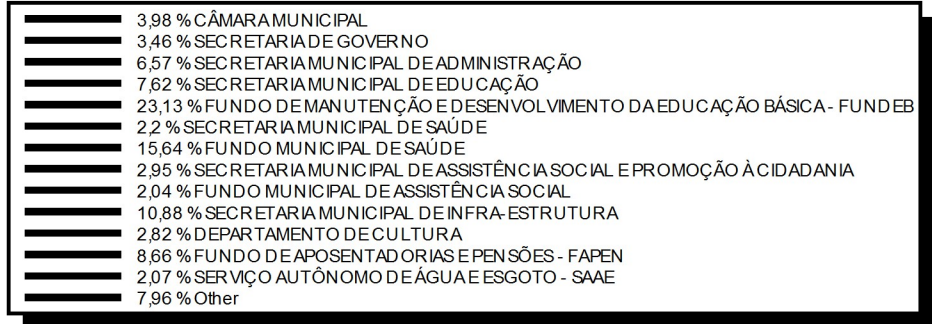 3,98 % CÂMARA MUNICIPAL
3,46 % SECRETARIA DE GOVERNO
6,57 % SECRETARIA MUNICIPAL DE ADMINISTRAÇÃO
7,62 % SECRETARIA MUNICIPAL DE EDUCAÇÃO
23,13 % FUNDO DE MANUTENÇÃO E DESENVOLVIMENTO DA EDUCAÇÃO BÁSICA - FUNDEB
2,2 % SECRETARIA MUNICIPAL DE SAÚDE
15,64 % FUNDO MUNICIPAL DE SAÚDE
2,95 % SECRETARIA MUNICIPAL DE ASSISTÊNCIA SOCIAL E PROMOÇÃO À CIDADANIA
2,04 % FUNDO MUNICIPAL DE ASSISTÊNCIA SOCIAL
10,88 % SECRETARIA MUNICIPAL DE INFRA-ESTRUTURA
2,82 % DEPARTAMENTO DE CULTURA
8,66 % FUNDO DE APOSENTADORIAS E PENSÕES - FAPEN
2,07 % SERVIÇO AUTÔNOMO DE ÁGUA E ESGOTO - SAAE
7,96 % Other